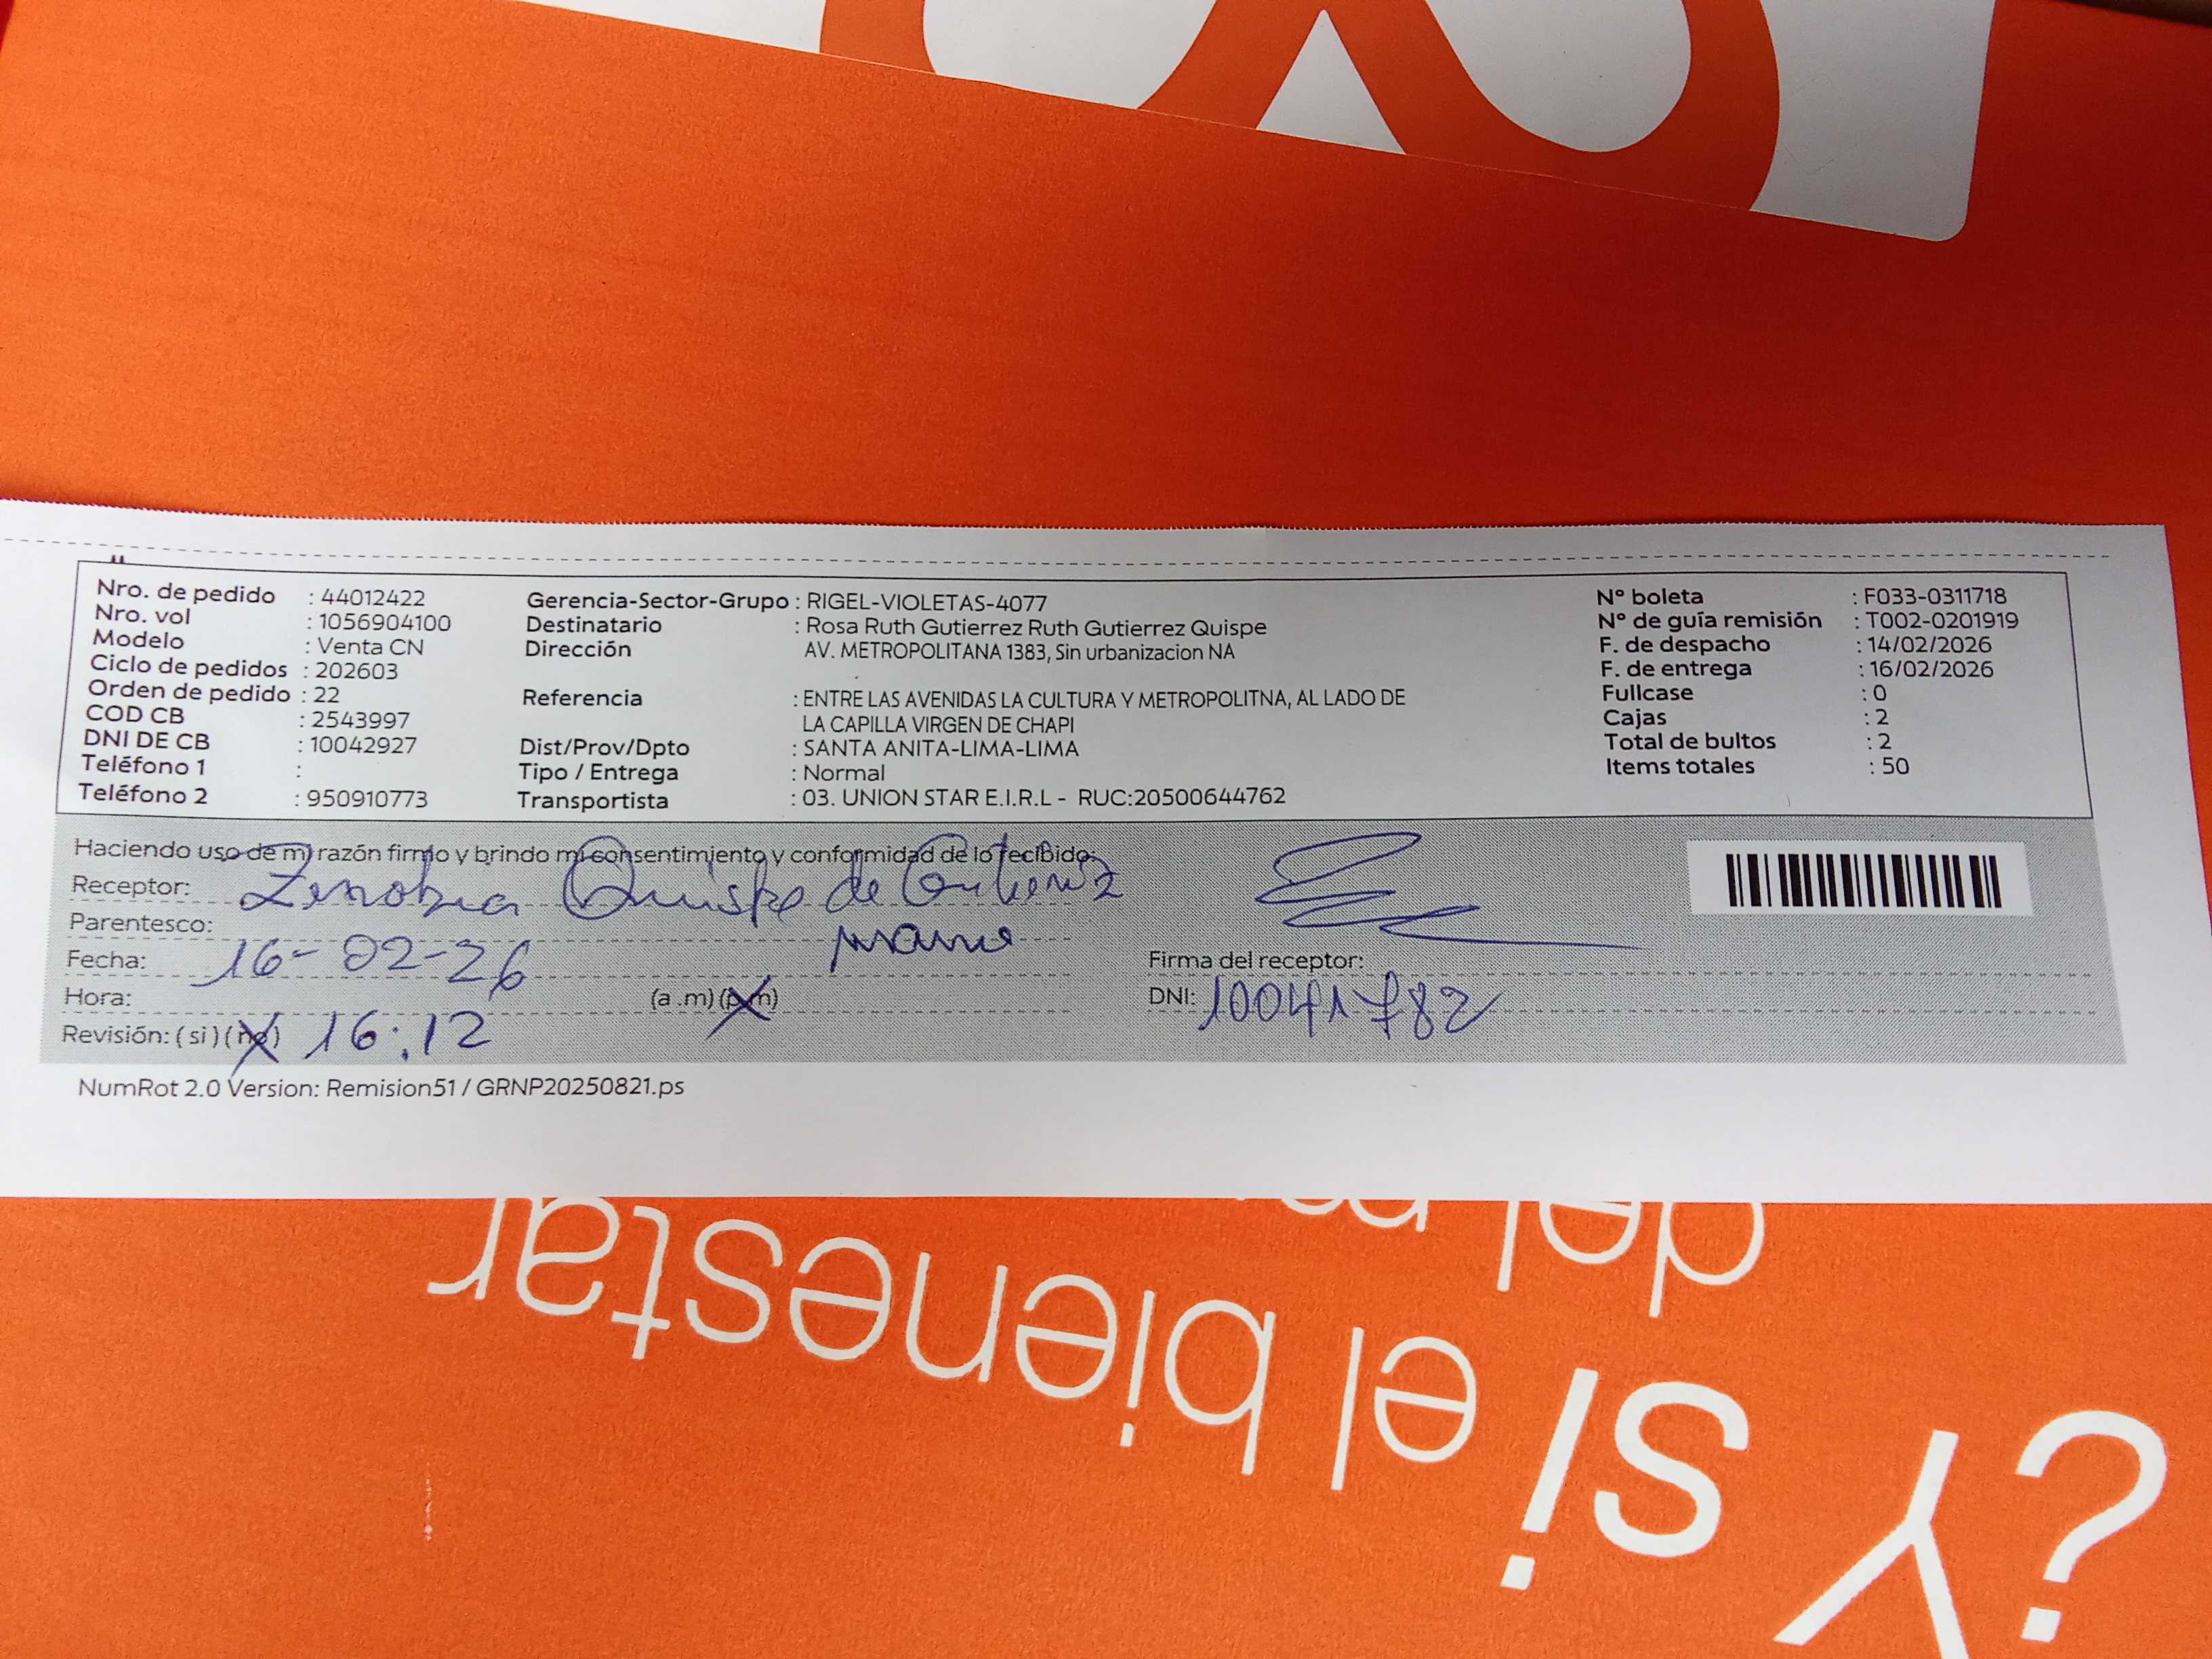 Nro. de pedido : 44012422
Nro. vol : 1056904100
Modelo : Venta CN
Ciclo de pedidos : 202603
Orden de pedido : 22
COD CB : 2543997
DNI DE CB : 10042927
Teléfono 1 :
Teléfono 2 : 950910773
Gerencia-Sector-Grupo : RIGEL-VIOLETAS-4077
Destinatario : Rosa Ruth Gutierrez Ruth Gutierrez Quispe
Dirección AV. METROPOLITANA 1383, Sin urbanizacion NA
Referencia : ENTRE LAS AVENIDAS LA CULTURA Y METROPOLITNA, AL LADO DE
LA CAPILLA VIRGEN DE CHAPI
Dist/Prov/Dpto : SANTA ANITA-LIMA-LIMA
Tipo / Entrega : Normal
Transportista : 03. UNION STAR E.I.R.L - RUC:20500644762
Nº boleta : F033-0311718
Nº de guía remisión : T002-0201919
F. de despacho : 14/02/2026
F. de entrega : 16/02/2026
Fullcase : 0
Cajas : 2
Total de bultos : 2
Items totales : 50
Haciendo uso de mi razón firmo y brindo mi consentimiento y conformidad de lo recibido:
Receptor: Zenobia Quispe de Gutierrez
Parentesco:
Fecha: 16-02-26
Hora: (a .m) (p.m)
Revisión: ( si ) ( no ) 16:12
Firma del receptor:
DNI: 10041782
NumRot 2.0 Version: Remision51 / GRNP20250821.ps
¿Y si
el bienestar
del